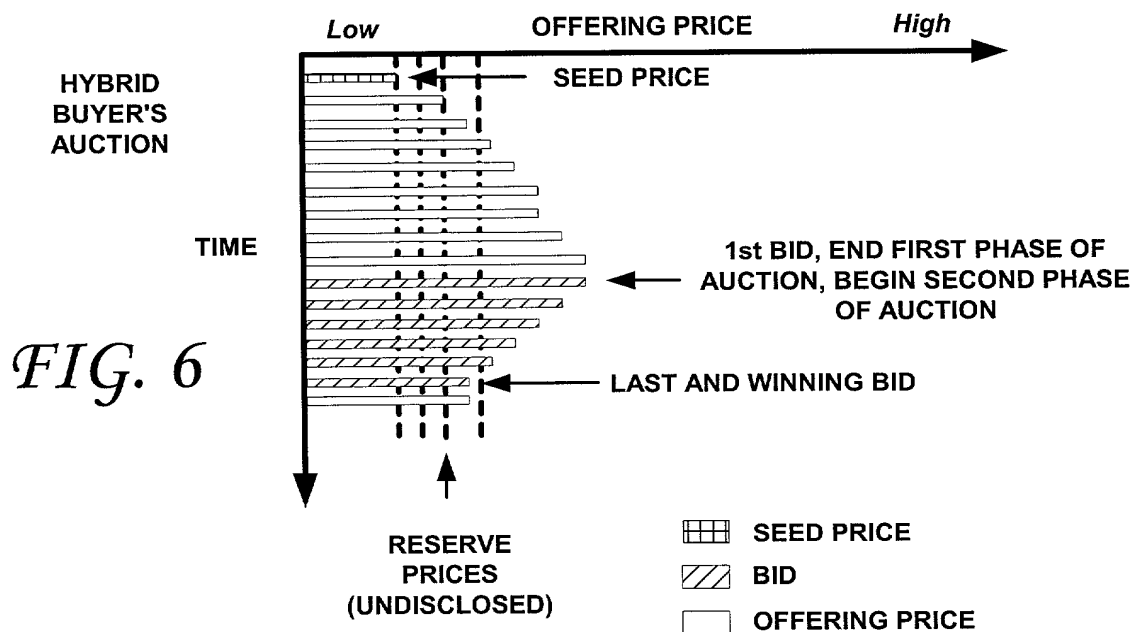 Low OFFERING PRICE High
HYBRID
BUYER'S
AUCTION
SEED PRICE
TIME
1st BID, END FIRST PHASE OF
AUCTION, BEGIN SECOND PHASE
OF AUCTION
FIG. 6
LAST AND WINNING BID
RESERVE
PRICES
(UNDISCLOSED)
SEED PRICE
BID
OFFERING PRICE